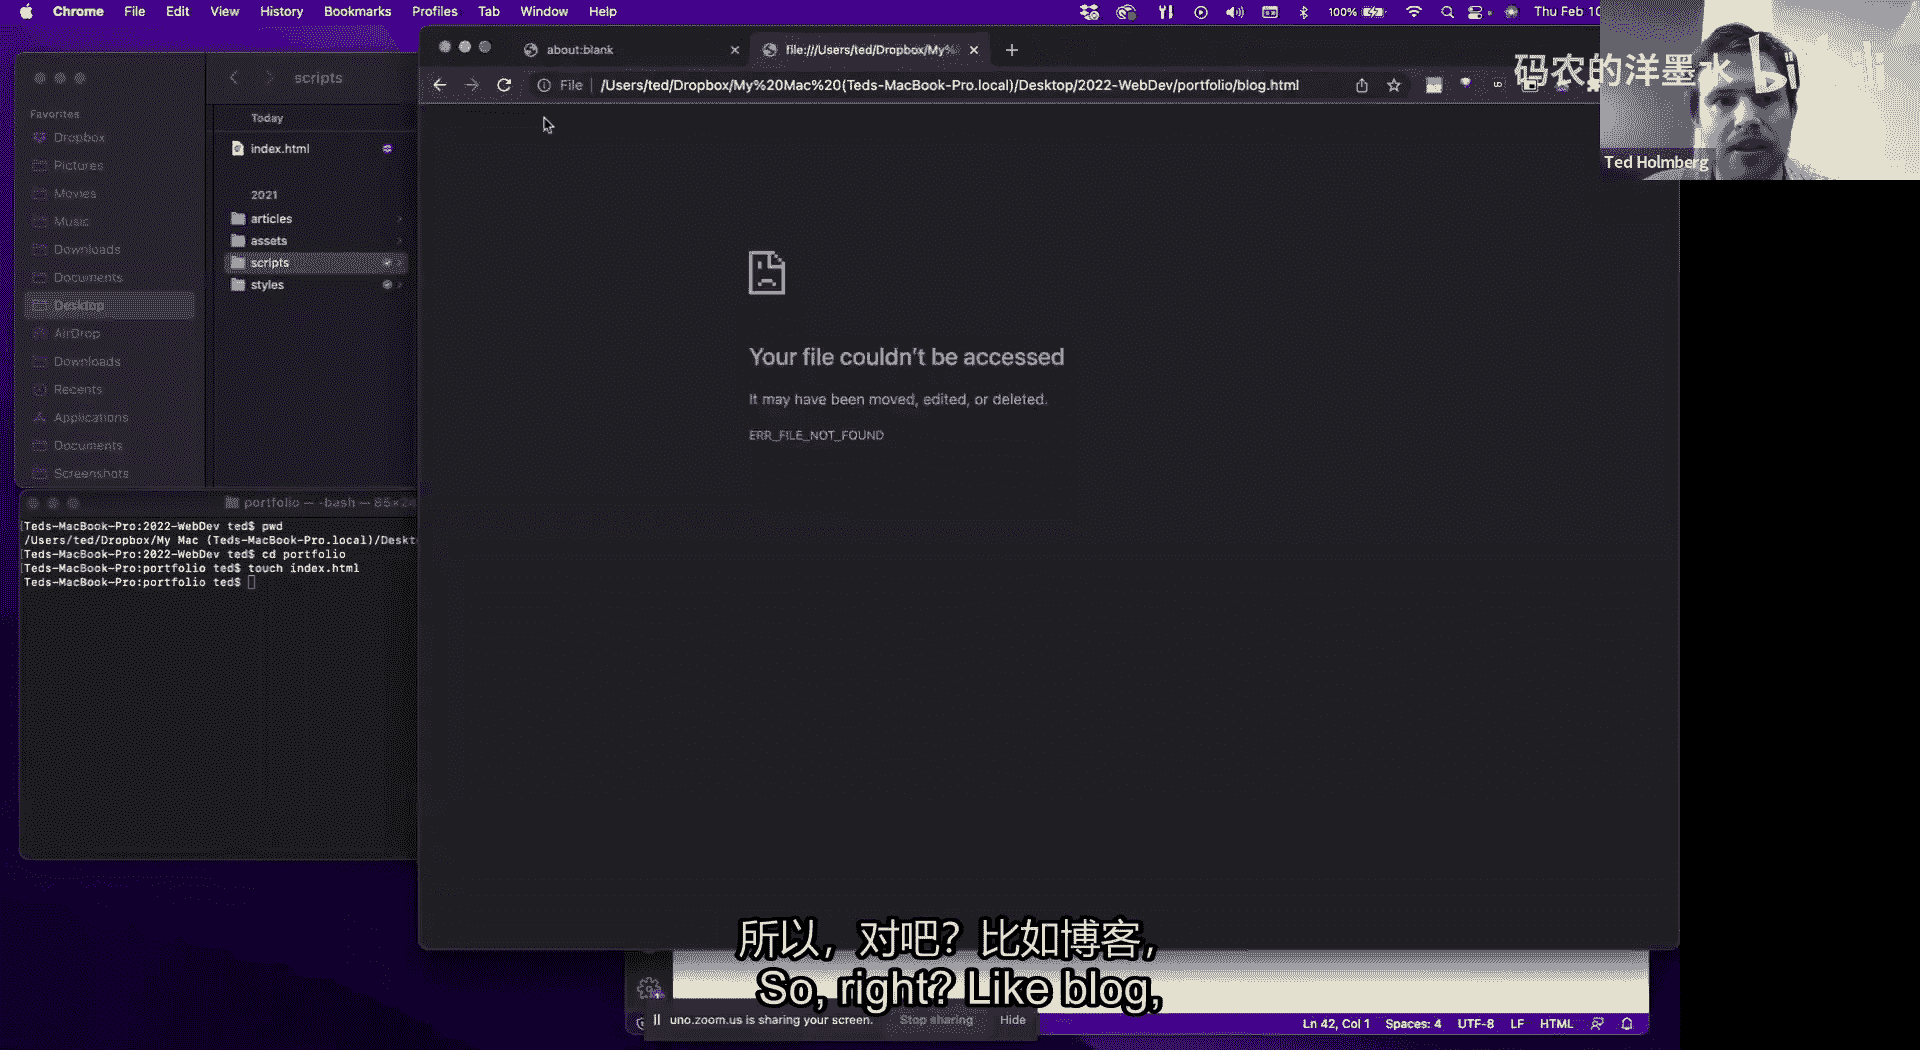 Chrome File Edit View History Bookmarks Profiles Tab Window Help
100%
Thu Feb 10
about:blank
file:///Users/ted/Dropbox/My%
File
/Users/ted/Dropbox/My%20Mac%20(Teds-MacBook-Pro.local)/Desktop/2022-WebDev/portfolio/blog.html
码农的洋墨水 bilibili
Ted Holmberg
scripts
Favorites
Dropbox
Pictures
Movies
Music
Downloads
Documents
Desktop
AirDrop
Downloads
Recents
Applications
Documents
Screenshots
Today
index.html
2021
articles
assets
scripts
styles
Your file couldn't be accessed
It may have been moved, edited, or deleted.
ERR_FILE_NOT_FOUND
portfolio — -bash — 85×24
Teds-MacBook-Pro:2022-WebDev ted$ pwd
/Users/ted/Dropbox/My Mac (Teds-MacBook-Pro.local)/Deskt
Teds-MacBook-Pro:2022-WebDev ted$ cd portfolio
Teds-MacBook-Pro:portfolio ted$ touch index.html
Teds-MacBook-Pro:portfolio ted$
所以，对吧？比如博客，
So, right? Like blog,
uno.zoom.us is sharing your screen. Stop sharing Hide
Ln 42, Col 1 Spaces: 4 UTF-8 LF HTML